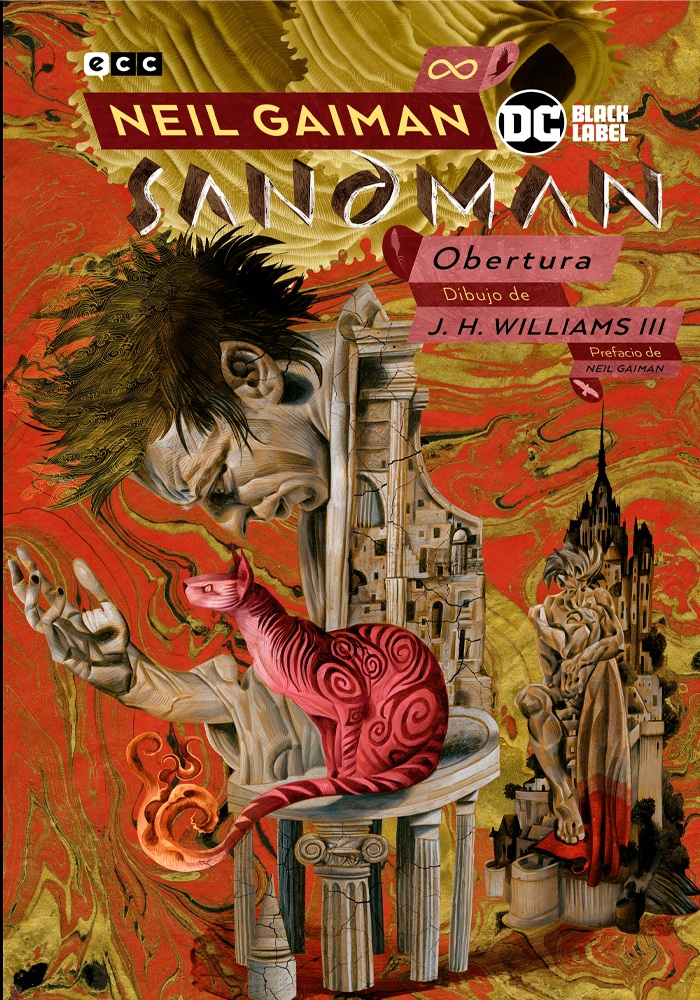 ecc
∞
NEIL GAIMAN
DC BLACK LABEL
SANDMAN
Obertura
Dibujo de
J. H. WILLIAMS III
Prefacio de
NEIL GAIMAN